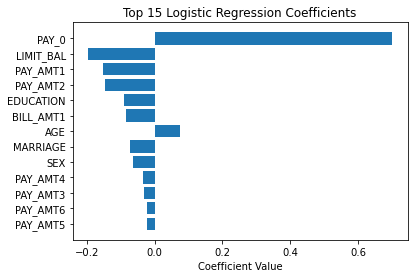 Top 15 Logistic Regression Coefficients
PAY_0
LIMIT_BAL
PAY_AMT1
PAY_AMT2
EDUCATION
BILL_AMT1
AGE
MARRIAGE
SEX
PAY_AMT4
PAY_AMT3
PAY_AMT6
PAY_AMT5
−0.2 0.0 0.2 0.4 0.6
Coefficient Value